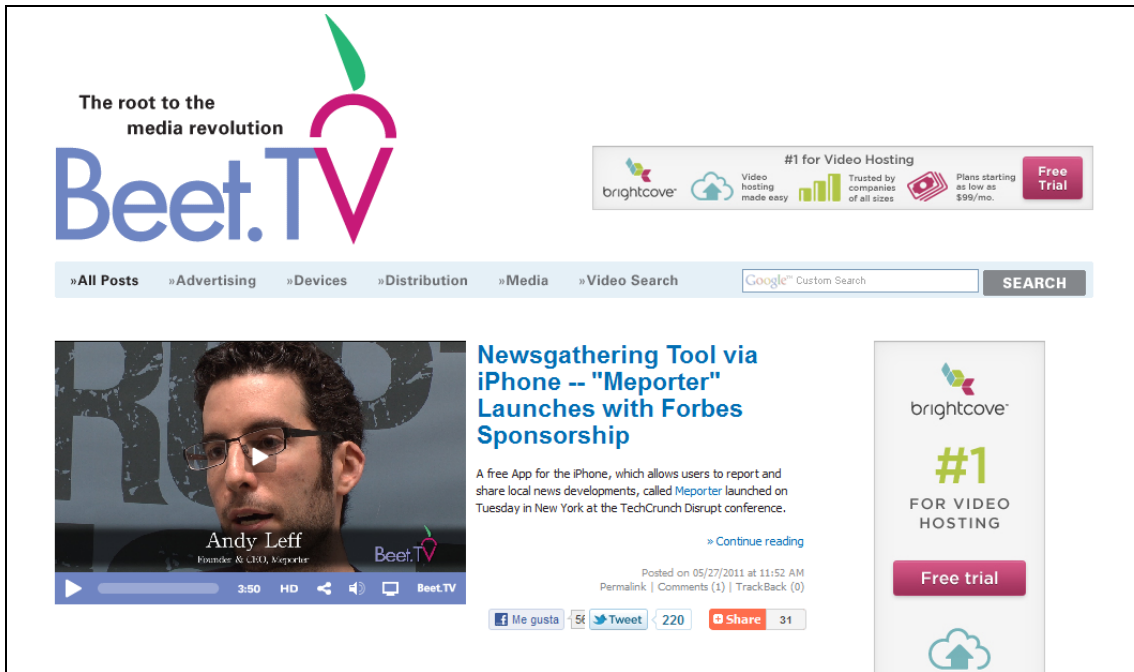 The root to the
media revolution
Beet.TV
#1 for Video Hosting
brightcove
Video
hosting
made easy
Trusted by
companies
of all sizes
Plans starting
as low as
$99/mo.
Free
Trial
»All Posts »Advertising »Devices »Distribution »Media »Video Search Google™ Custom Search SEARCH
Newsgathering Tool via
iPhone -- "Meporter"
Launches with Forbes
Sponsorship
A free App for the iPhone, which allows users to report and
share local news developments, called Meporter launched on
Tuesday in New York at the TechCrunch Disrupt conference.
» Continue reading
Posted on 05/27/2011 at 11:52 AM
Permalink | Comments (1) | TrackBack (0)
Me gusta Tweet 220 Share 31
Andy Leff
Founder & CEO, Meporter
Beet.TV
3:50 HD Beet.TV
brightcove
#1
FOR VIDEO
HOSTING
Free trial